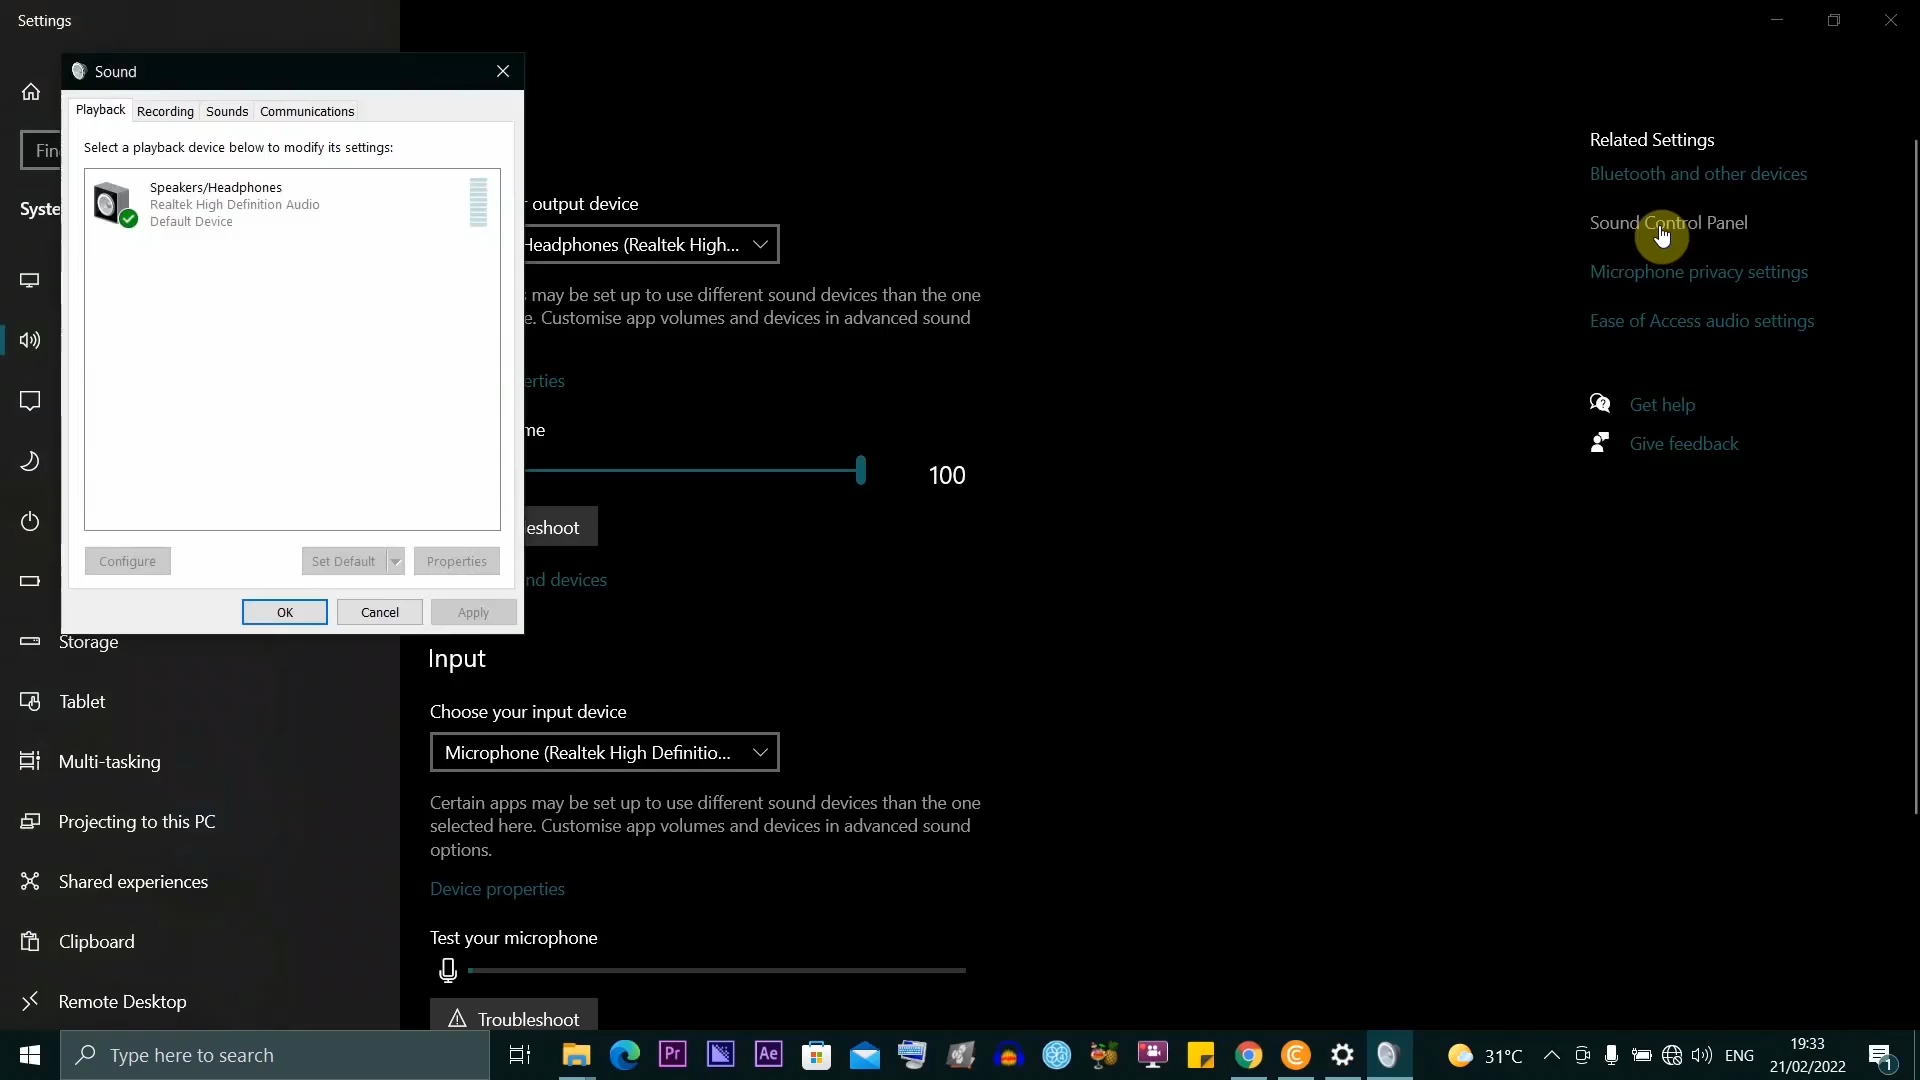 Settings
Sound
Playback
Recording
Sounds
Communications
Select a playback device below to modify its settings:
Speakers/Headphones
Realtek High Definition Audio
Default Device
Configure
Set Default
Properties
OK
Cancel
Apply
Fin
Syste
Storage
Tablet
Multi-tasking
Projecting to this PC
Shared experiences
Clipboard
Remote Desktop
output device
Headphones (Realtek High...
may be set up to use different sound devices than the one
e. Customise app volumes and devices in advanced sound
erties
me
100
eshoot
nd devices
Input
Choose your input device
Microphone (Realtek High Definitio...
Certain apps may be set up to use different sound devices than the one
selected here. Customise app volumes and devices in advanced sound
options.
Device properties
Test your microphone
Troubleshoot
Related Settings
Bluetooth and other devices
Sound Control Panel
Microphone privacy settings
Ease of Access audio settings
Get help
Give feedback
Type here to search
Pr
Ae
31°C
ENG
19:33
21/02/2022
1